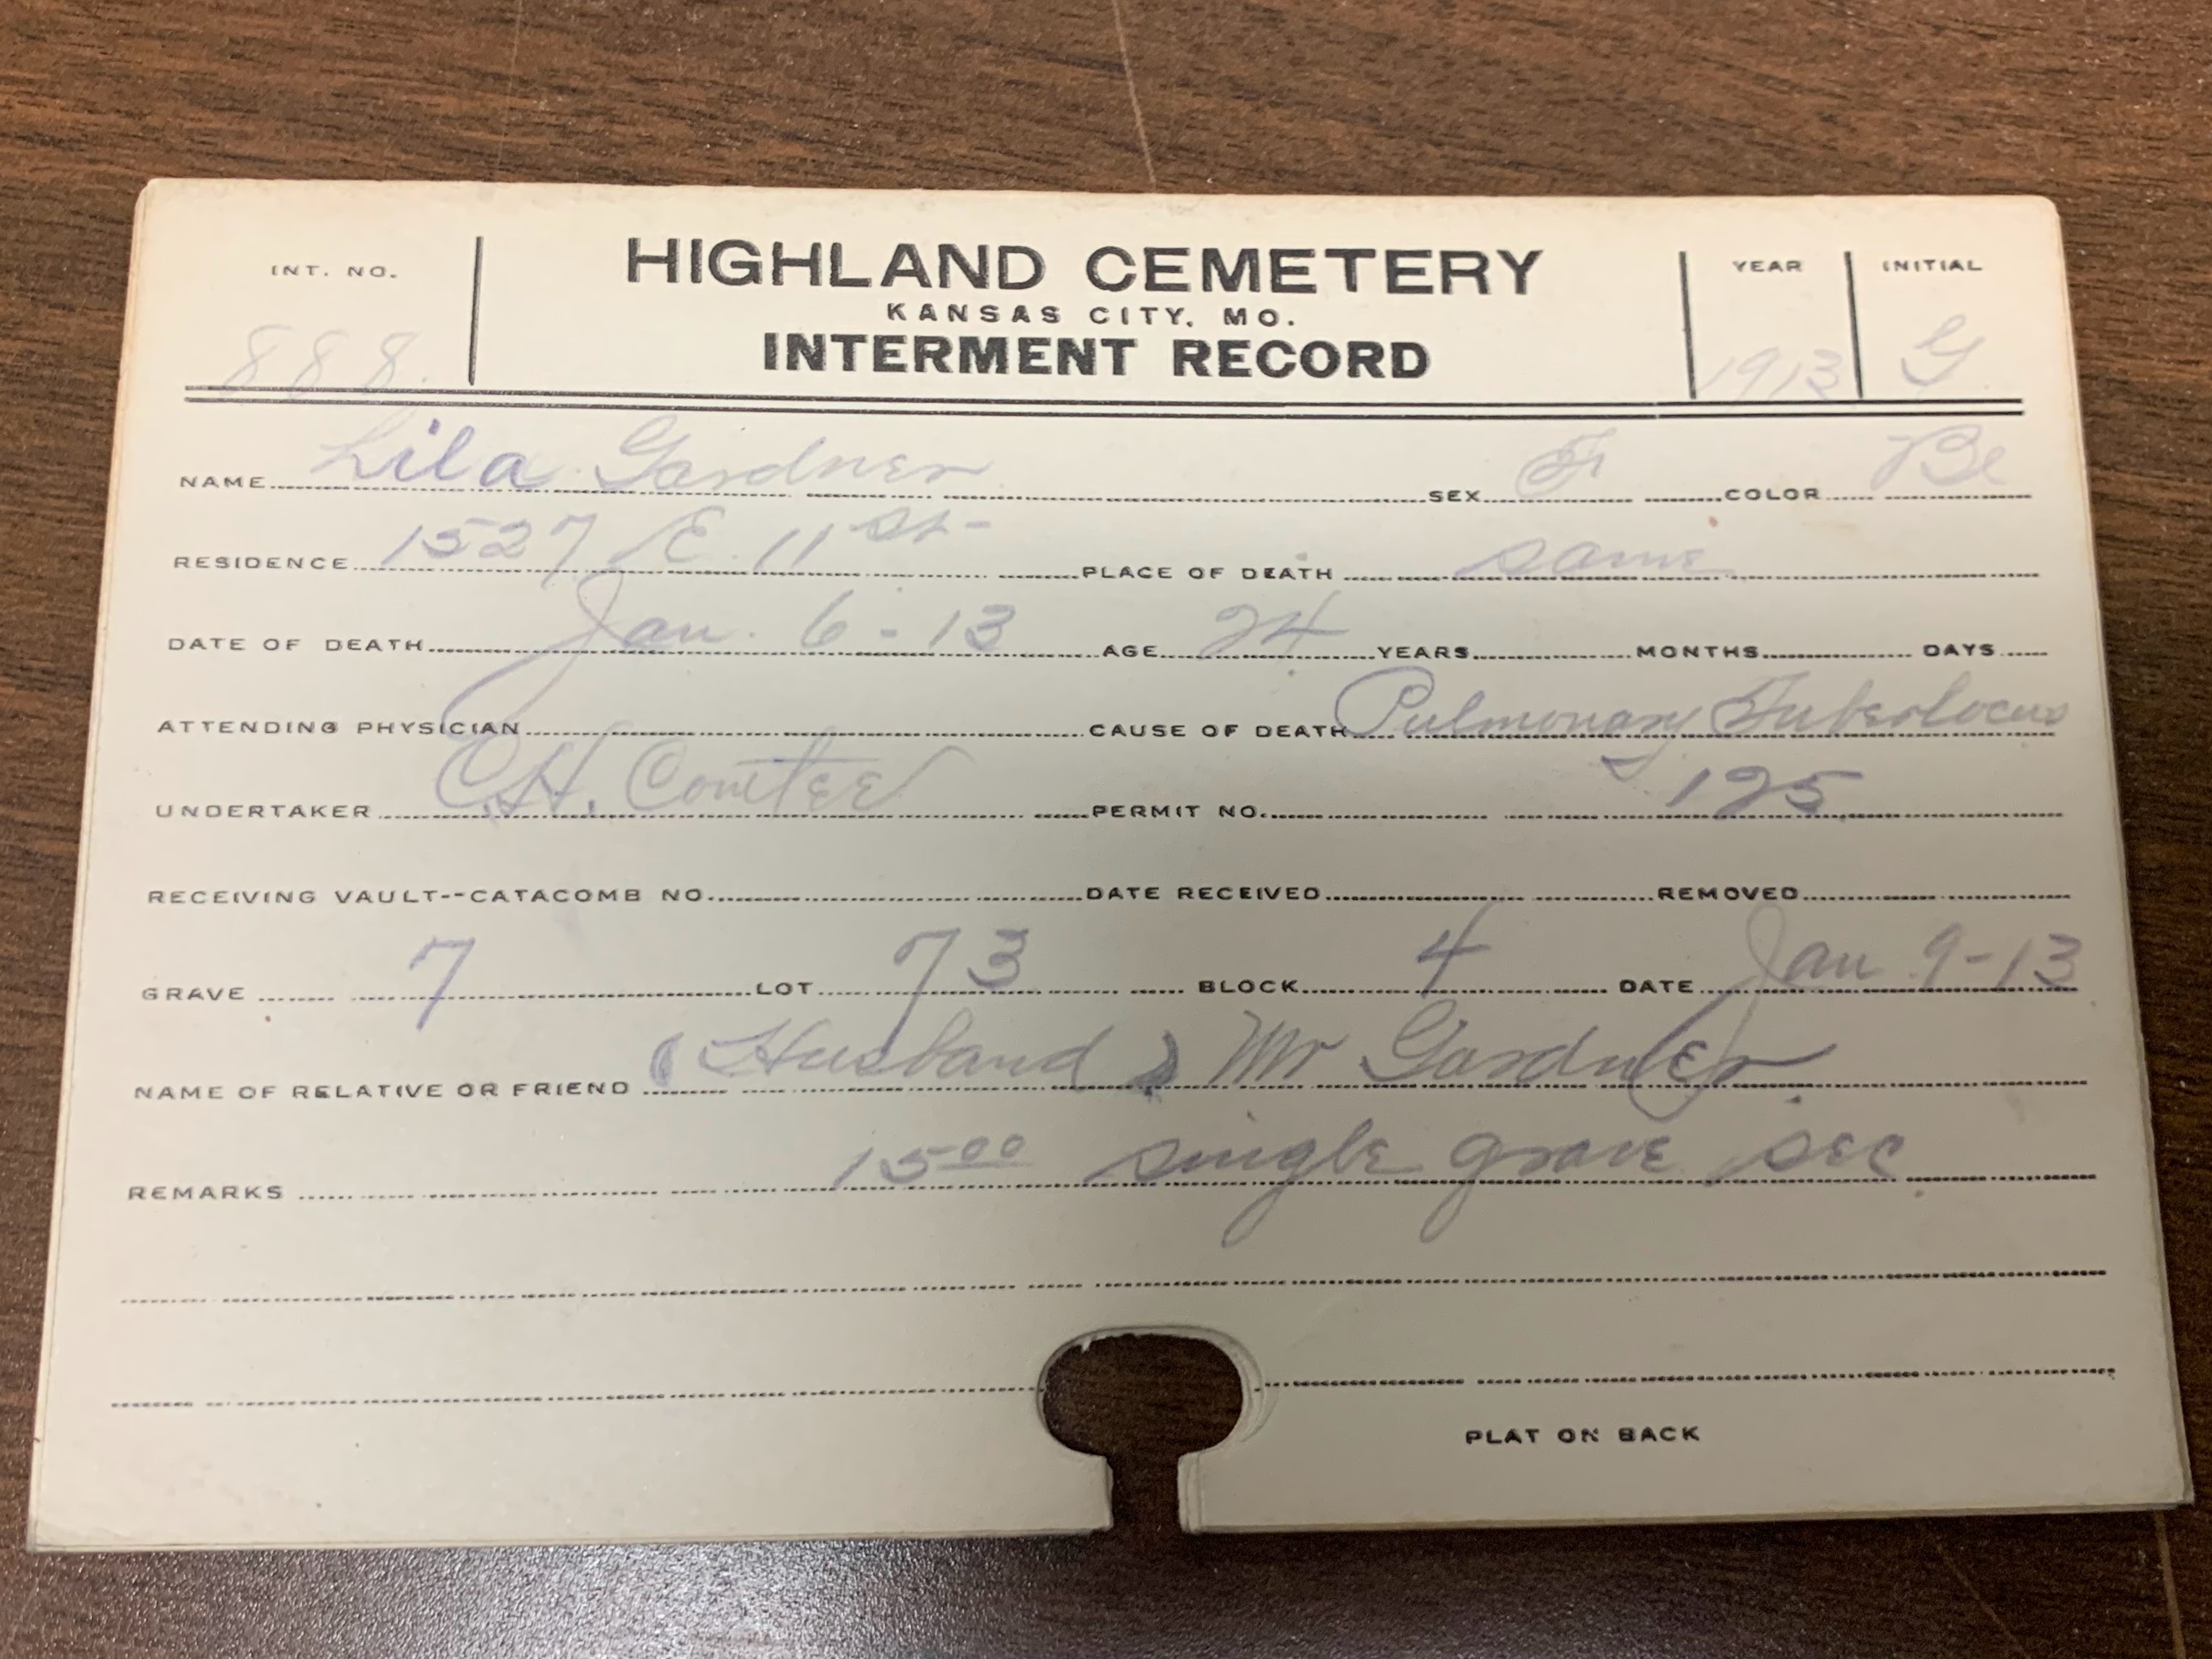 INT. NO. HIGHLAND CEMETERY YEAR INITIAL
KANSAS CITY, MO.
888. INTERMENT RECORD 1913 G
NAME Lila Gardner SEX F COLOR Be
RESIDENCE 1527 E. 11 St- PLACE OF DEATH same
DATE OF DEATH Jan. 6-13 AGE 24 YEARS MONTHS DAYS
ATTENDING PHYSICIAN CAUSE OF DEATH Pulmonary Tuberlocus
UNDERTAKER C.H. Countee PERMIT NO. 125
RECEIVING VAULT--CATACOMB NO. DATE RECEIVED REMOVED
GRAVE 7 LOT 73 BLOCK 4 DATE Jan 9-13
NAME OF RELATIVE OR FRIEND (Husband) Mr Gardner
REMARKS 15 00 single grave sec
PLAT ON BACK